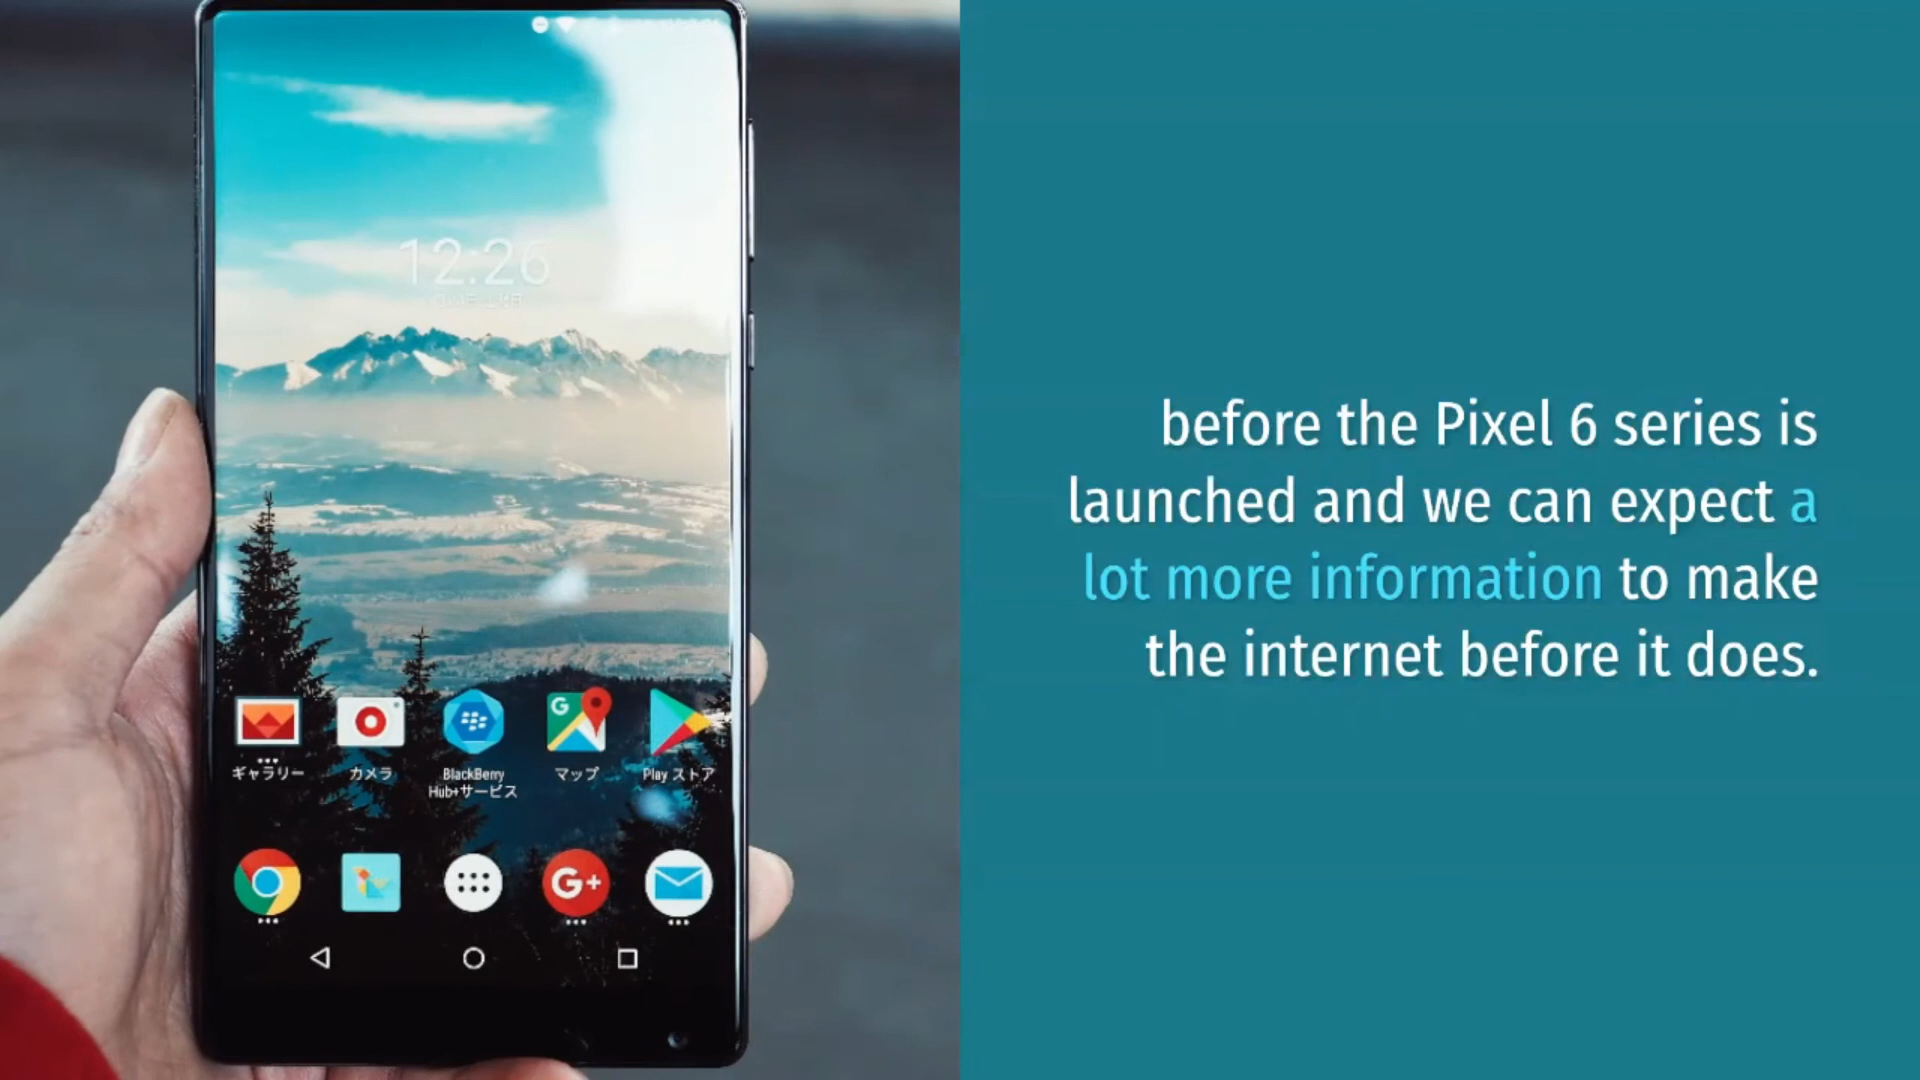 12:26
ギャラリー
カメラ
BlackBerry
Hub+サービス
マップ
Play ストア
G
G+
before the Pixel 6 series is
launched and we can expect a
lot more information to make
the internet before it does.